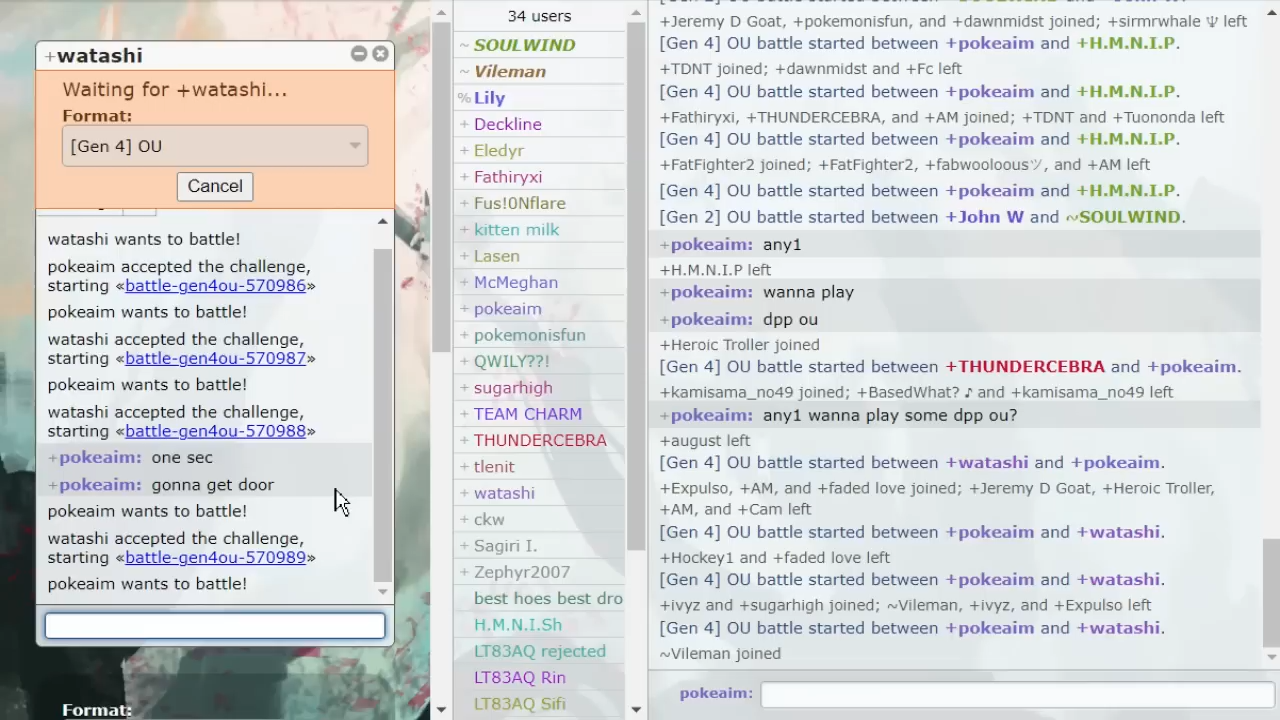 +watashi
Waiting for +watashi...
Format:
[Gen 4] OU
Cancel
watashi wants to battle!
pokeaim accepted the challenge,
starting «battle-gen4ou-570986»
pokeaim wants to battle!
watashi accepted the challenge,
starting «battle-gen4ou-570987»
pokeaim wants to battle!
watashi accepted the challenge,
starting «battle-gen4ou-570988»
+pokeaim: one sec
+pokeaim: gonna get door
pokeaim wants to battle!
watashi accepted the challenge,
starting «battle-gen4ou-570989»
pokeaim wants to battle!
Format:
34 users
~ SOULWIND
~ Vileman
% Lily
+ Deckline
+ Eledyr
+ Fathiryxi
+ Fus!0Nflare
+ kitten milk
+ Lasen
+ McMeghan
+ pokeaim
+ pokemonisfun
+ QWILY??!
+ sugarhigh
+ TEAM CHARM
+ THUNDERCEBRA
+ tlenit
+ watashi
+ ckw
+ Sagiri I.
+ Zephyr2007
best hoes best dro
H.M.N.I.Sh
LT83AQ rejected
LT83AQ Rin
LT83AQ Sifi
+Jeremy D Goat, +pokemonisfun, and +dawnmidst joined; +sirmrwhale Ψ left
[Gen 4] OU battle started between +pokeaim and +H.M.N.I.P.
+TDNT joined; +dawnmidst and +Fc left
[Gen 4] OU battle started between +pokeaim and +H.M.N.I.P.
+Fathiryxi, +THUNDERCEBRA, and +AM joined; +TDNT and +Tuononda left
[Gen 4] OU battle started between +pokeaim and +H.M.N.I.P.
+FatFighter2 joined; +FatFighter2, +fabwooloousツ, and +AM left
[Gen 4] OU battle started between +pokeaim and +H.M.N.I.P.
[Gen 2] OU battle started between +John W and ~SOULWIND.
+pokeaim: any1
+H.M.N.I.P left
+pokeaim: wanna play
+pokeaim: dpp ou
+Heroic Troller joined
[Gen 4] OU battle started between +THUNDERCEBRA and +pokeaim.
+kamisama_no49 joined; +BasedWhat? ♪ and +kamisama_no49 left
+pokeaim: any1 wanna play some dpp ou?
+august left
[Gen 4] OU battle started between +watashi and +pokeaim.
+Expulso, +AM, and +faded love joined; +Jeremy D Goat, +Heroic Troller,
+AM, and +Cam left
[Gen 4] OU battle started between +pokeaim and +watashi.
+Hockey1 and +faded love left
[Gen 4] OU battle started between +pokeaim and +watashi.
+ivyz and +sugarhigh joined; ~Vileman, +ivyz, and +Expulso left
[Gen 4] OU battle started between +pokeaim and +watashi.
~Vileman joined
pokeaim: